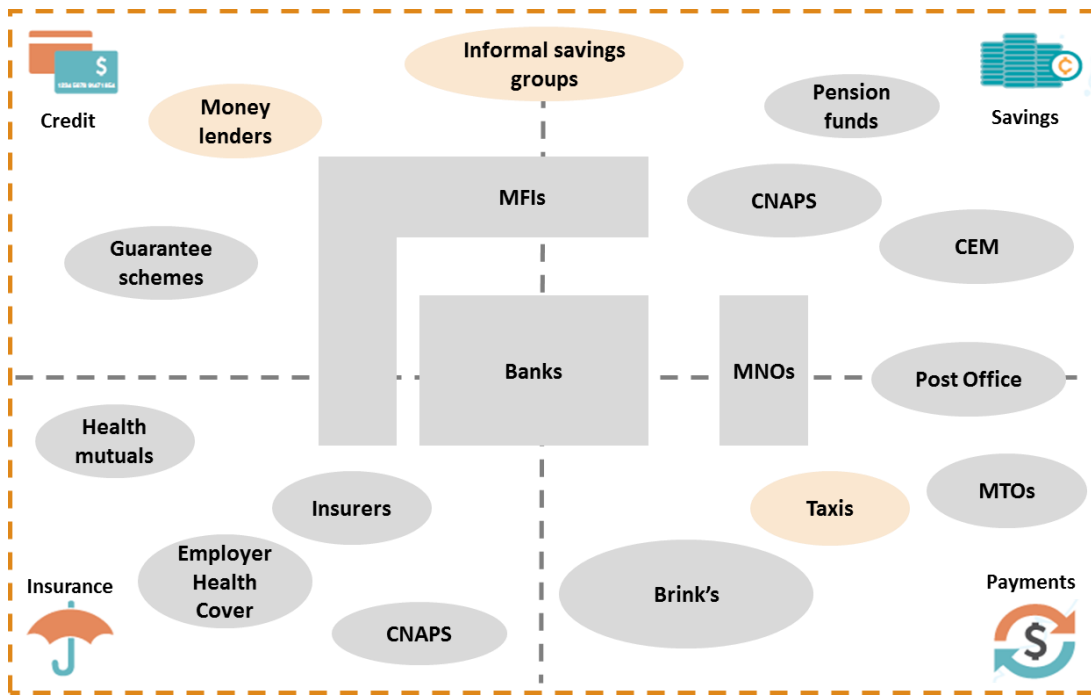 Informal savings
groups
$
Credit
Money
lenders
Pension
funds
Savings
MFIs
CNAPS
Guarantee
schemes
CEM
Banks
MNOs
Post Office
Health
mutuals
Insurers
MTOs
Taxis
Employer
Health
Cover
Insurance
Brink's
Payments
CNAPS
$